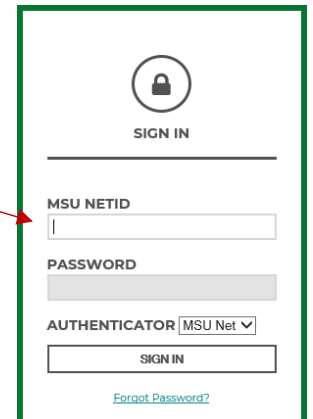 SIGN IN
MSU NETID
PASSWORD
AUTHENTICATOR MSU Net
SIGN IN
Forgot Password?